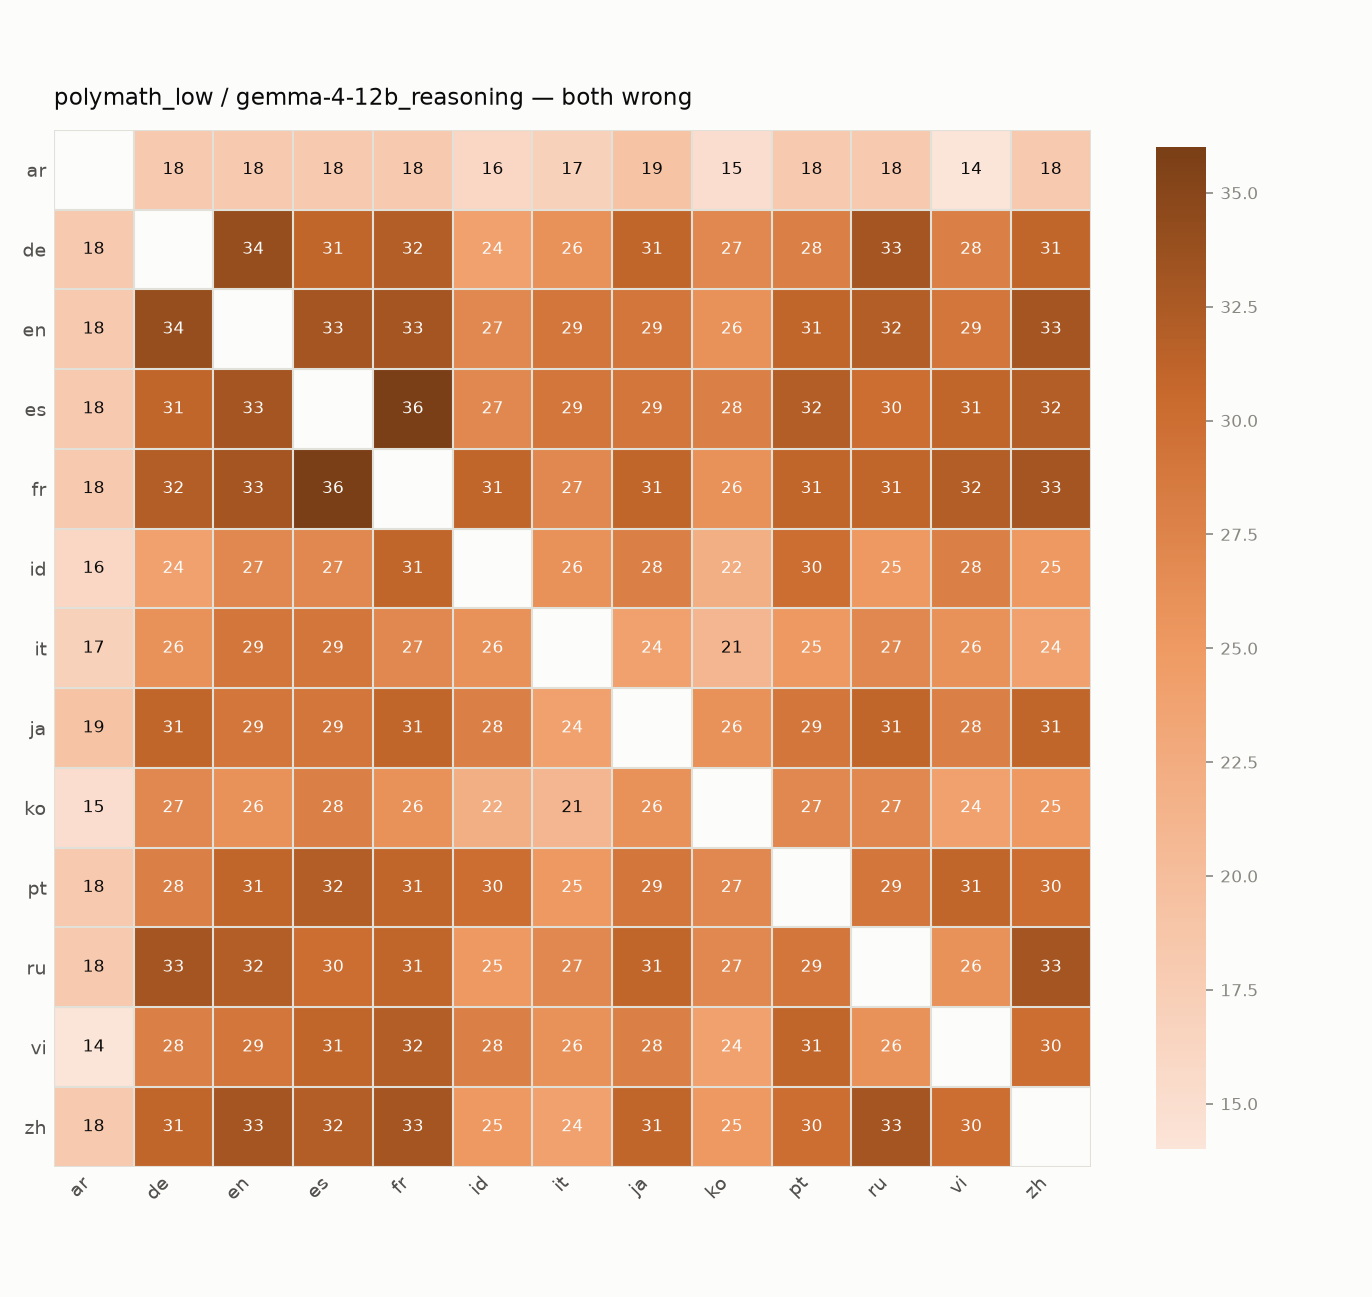 polymath_low / gemma-4-12b_reasoning — both wrong
ar 18 18 18 18 16 17 19 15 18 18 14 18
de 18 34 31 32 24 26 31 27 28 33 28 31
en 18 34 33 33 27 29 29 26 31 32 29 33
es 18 31 33 36 27 29 29 28 32 30 31 32
fr 18 32 33 36 31 27 31 26 31 31 32 33
id 16 24 27 27 31 26 28 22 30 25 28 25
it 17 26 29 29 27 26 24 21 25 27 26 24
ja 19 31 29 29 31 28 24 26 29 31 28 31
ko 15 27 26 28 26 22 21 26 27 27 24 25
pt 18 28 31 32 31 30 25 29 27 29 31 30
ru 18 33 32 30 31 25 27 31 27 29 26 33
vi 14 28 29 31 32 28 26 28 24 31 26 30
zh 18 31 33 32 33 25 24 31 25 30 33 30
ar de en es fr id it ja ko pt ru vi zh
35.0
32.5
30.0
27.5
25.0
22.5
20.0
17.5
15.0